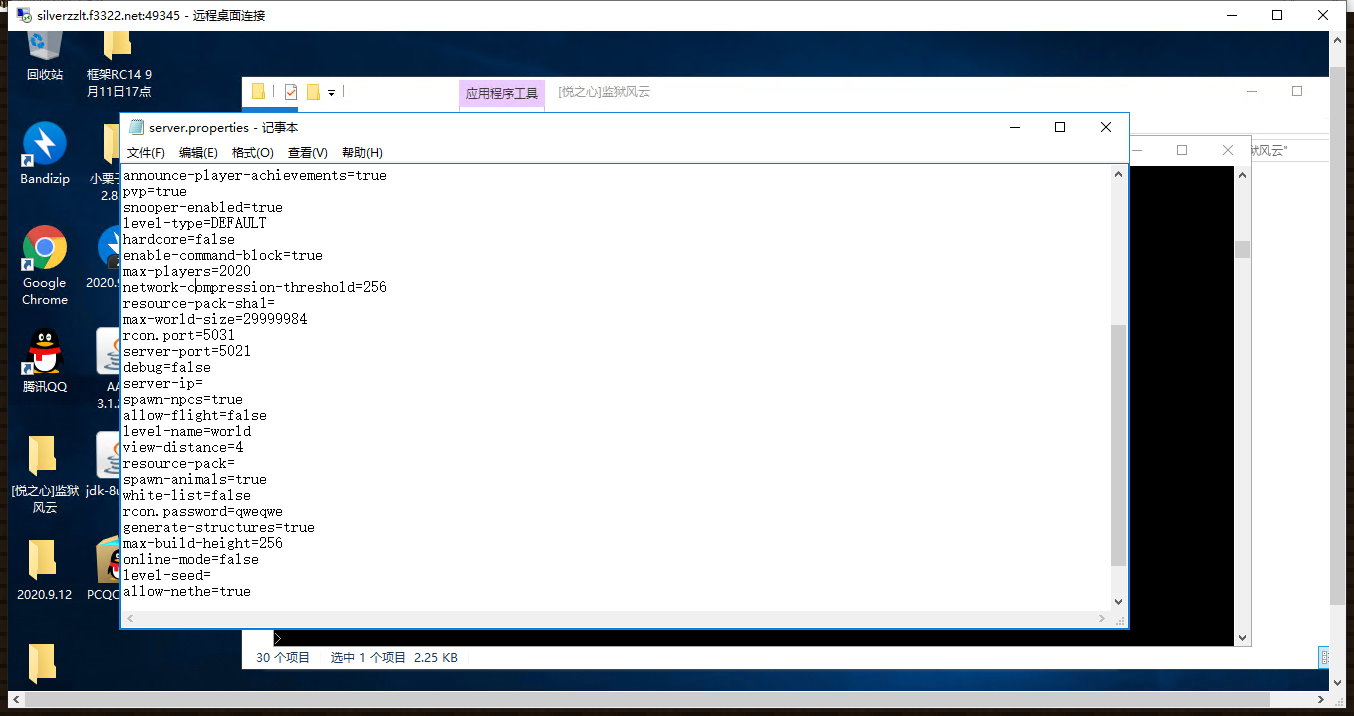 silverzzlt.f3322.net:49345 - 远程桌面连接
回收站
框架RC14 9
月11日17点
应用程序工具
[悦之心]监狱风云
server.properties - 记事本
文件(F) 编辑(E) 格式(O) 查看(V) 帮助(H)
狱风云"
announce-player-achievements=true
pvp=true
snooper-enabled=true
level-type=DEFAULT
hardcore=false
enable-command-block=true
max-players=2020
network-compression-threshold=256
resource-pack-sha1=
max-world-size=29999984
rcon.port=5031
server-port=5021
debug=false
server-ip=
spawn-npcs=true
allow-flight=false
level-name=world
view-distance=4
resource-pack=
spawn-animals=true
white-list=false
rcon.password=qweqwe
generate-structures=true
max-build-height=256
online-mode=false
level-seed=
allow-nethe=true
Bandizip
小栗
2.8
Google
Chrome
2020.9
腾讯QQ
AA
3.1.
[悦之心]监狱
风云
jdk-8u
2020.9.12
PCQQ
>
30 个项目 选中 1 个项目 2.25 KB